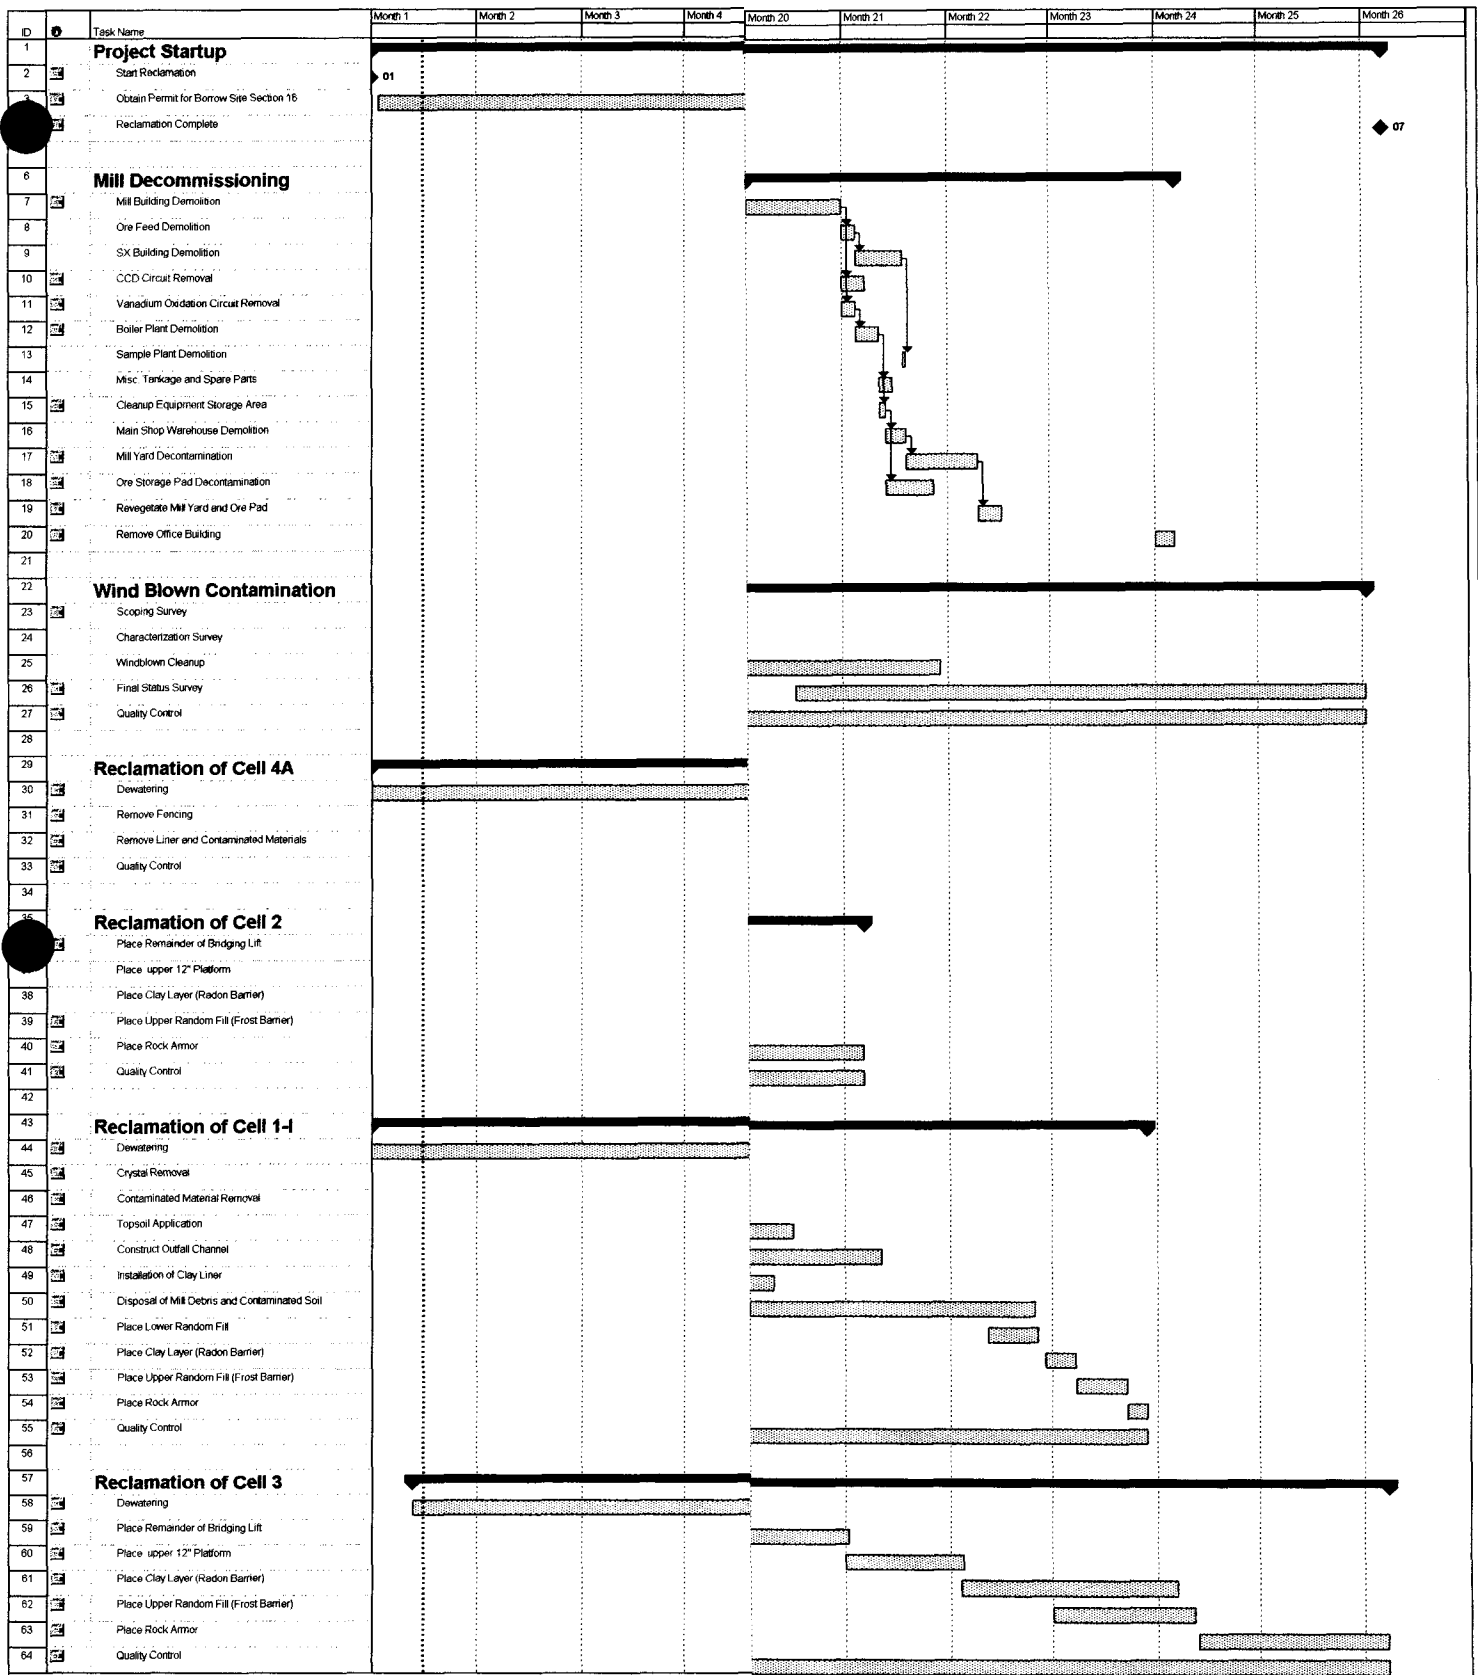 Month 1 Month 2 Month 3 Month 4 Month 20 Month 21 Month 22 Month 23 Month 24 Month 25 Month 26
ID Task Name
1 Project Startup
2 Start Reclamation 01
3 Obtain Permit for Borrow Site Section 16
Reclamation Complete 07
6 Mill Decommissioning
7 Mill Building Demolition
8 Ore Feed Demolition
9 SX Building Demolition
10 CCD Circuit Removal
11 Vanadium Oxidation Circuit Removal
12 Boiler Plant Demolition
13 Sample Plant Demolition
14 Misc. Tankage and Spare Parts
15 Cleanup Equipment Storage Area
16 Main Shop Warehouse Demolition
17 Mill Yard Decontamination
18 Ore Storage Pad Decontamination
19 Revegetate Mill Yard and Ore Pad
20 Remove Office Building
21
22 Wind Blown Contamination
23 Scoping Survey
24 Characterization Survey
25 Windblown Cleanup
26 Final Status Survey
27 Quality Control
28
29 Reclamation of Cell 4A
30 Dewatering
31 Remove Fencing
32 Remove Liner and Contaminated Materials
33 Quality Control
34
35 Reclamation of Cell 2
Place Remainder of Bridging Lift
Place upper 12" Platform
38 Place Clay Layer (Radon Barrier)
39 Place Upper Random Fill (Frost Barrier)
40 Place Rock Armor
41 Quality Control
42
43 Reclamation of Cell 1-I
44 Dewatering
45 Crystal Removal
46 Contaminated Material Removal
47 Topsoil Application
48 Construct Outfall Channel
49 Installation of Clay Liner
50 Disposal of Mill Debris and Contaminated Soil
51 Place Lower Random Fill
52 Place Clay Layer (Radon Barrier)
53 Place Upper Random Fill (Frost Barrier)
54 Place Rock Armor
55 Quality Control
56
57 Reclamation of Cell 3
58 Dewatering
59 Place Remainder of Bridging Lift
60 Place upper 12" Platform
61 Place Clay Layer (Radon Barrier)
62 Place Upper Random Fill (Frost Barrier)
63 Place Rock Armor
64 Quality Control